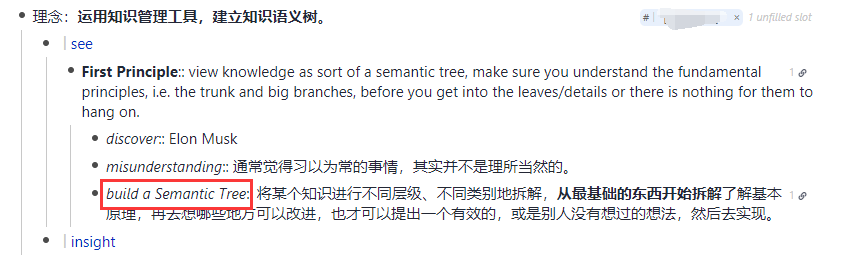 理念：运用知识管理工具，建立知识语义树。
# × 1 unfilled slot
see
First Principle:: view knowledge as sort of a semantic tree, make sure you understand the fundamental 1
principles, i.e. the trunk and big branches, before you get into the leaves/details or there is nothing for them to
hang on.
discover:: Elon Musk
misunderstanding:: 通常觉得习以为常的事情，其实并不是理所当然的。
build a Semantic Tree: 将某个知识进行不同层级、不同类别地拆解，从最基础的东西开始拆解了解基本 1
原理，再去想哪些地方可以改进，也才可以提出一个有效的，或是别人没有想过的想法，然后去实现。
insight